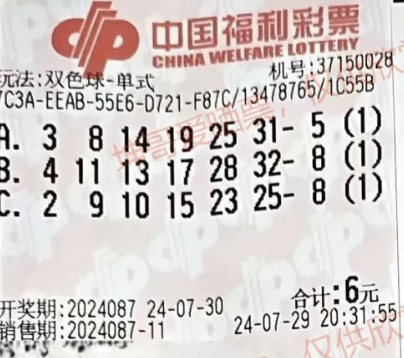 中国福利彩票
CHINA WELFARE LOTTERY
机号:37150028
玩法:双色球-单式
7C3A-EEAB-55E6-D721-F87C/13478765/1C55B
A. 3 8 14 19 25 31- 5 (1)
B. 4 11 13 17 28 32- 8 (1)
C. 2 9 10 15 23 25- 8 (1)
合计:6元
开奖期:2024087 24-07-30
销售期:2024087-11 24-07-29 20:31:55
仅供欣